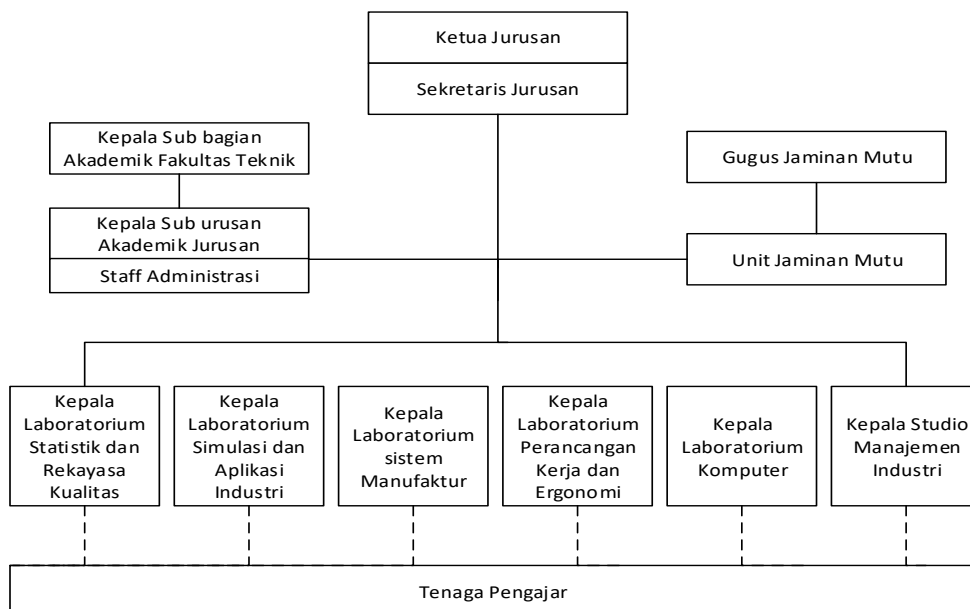 Ketua Jurusan
Sekretaris Jurusan
Kepala Sub bagian
Akademik Fakultas Teknik
Gugus Jaminan Mutu
Kepala Sub urusan
Akademik Jurusan
Staff Administrasi
Unit Jaminan Mutu
Kepala
Laboratorium
Statistik dan
Rekayasa
Kualitas
Kepala
Laboratorium
Simulasi dan
Aplikasi
Industri
Kepala
Laboratorium
sistem
Manufaktur
Kepala
Laboratorium
Perancangan
Kerja dan
Ergonomi
Kepala
Laboratorium
Komputer
Kepala Studio
Manajemen
Industri
Tenaga Pengajar